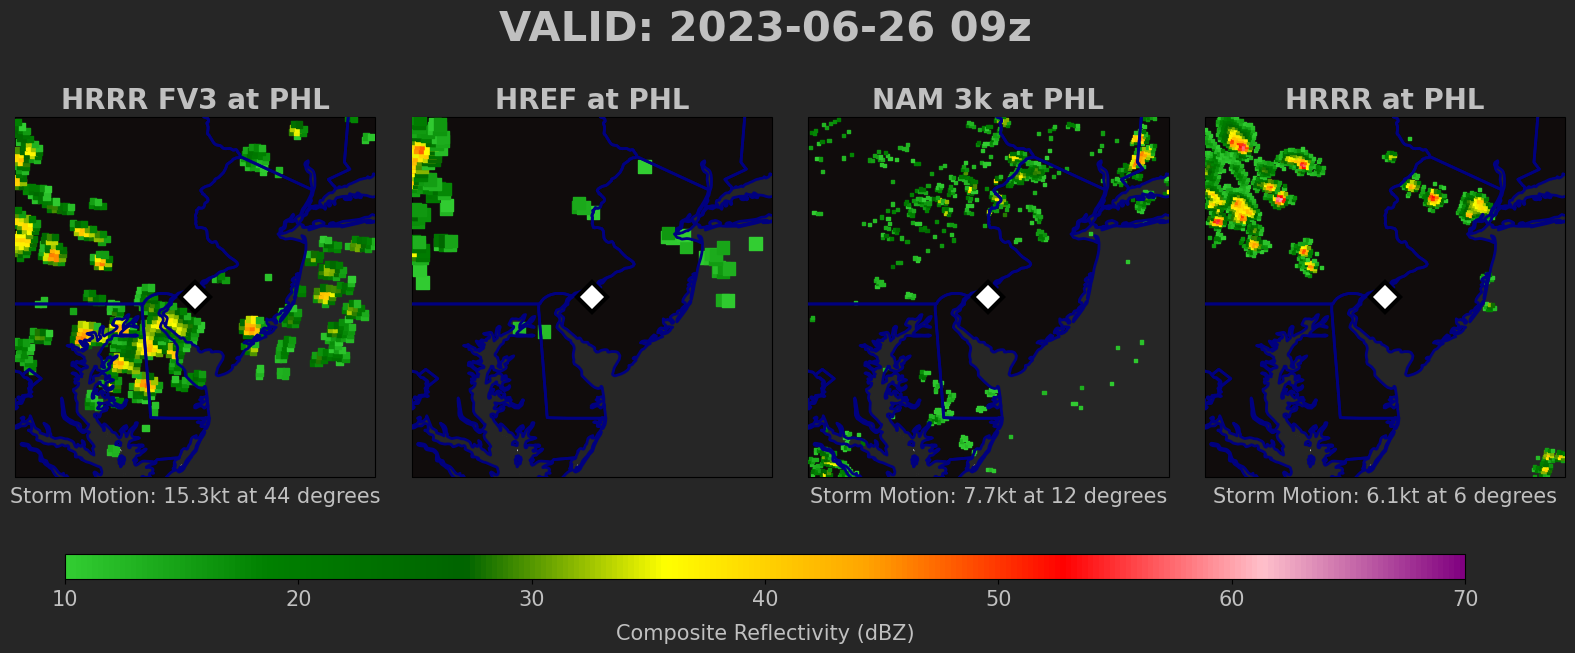 VALID: 2023-06-26 09z
HRRR FV3 at PHL
HREF at PHL
NAM 3k at PHL
HRRR at PHL
Storm Motion: 15.3kt at 44 degrees
Storm Motion: 7.7kt at 12 degrees
Storm Motion: 6.1kt at 6 degrees
10 20 30 40 50 60 70
Composite Reflectivity (dBZ)